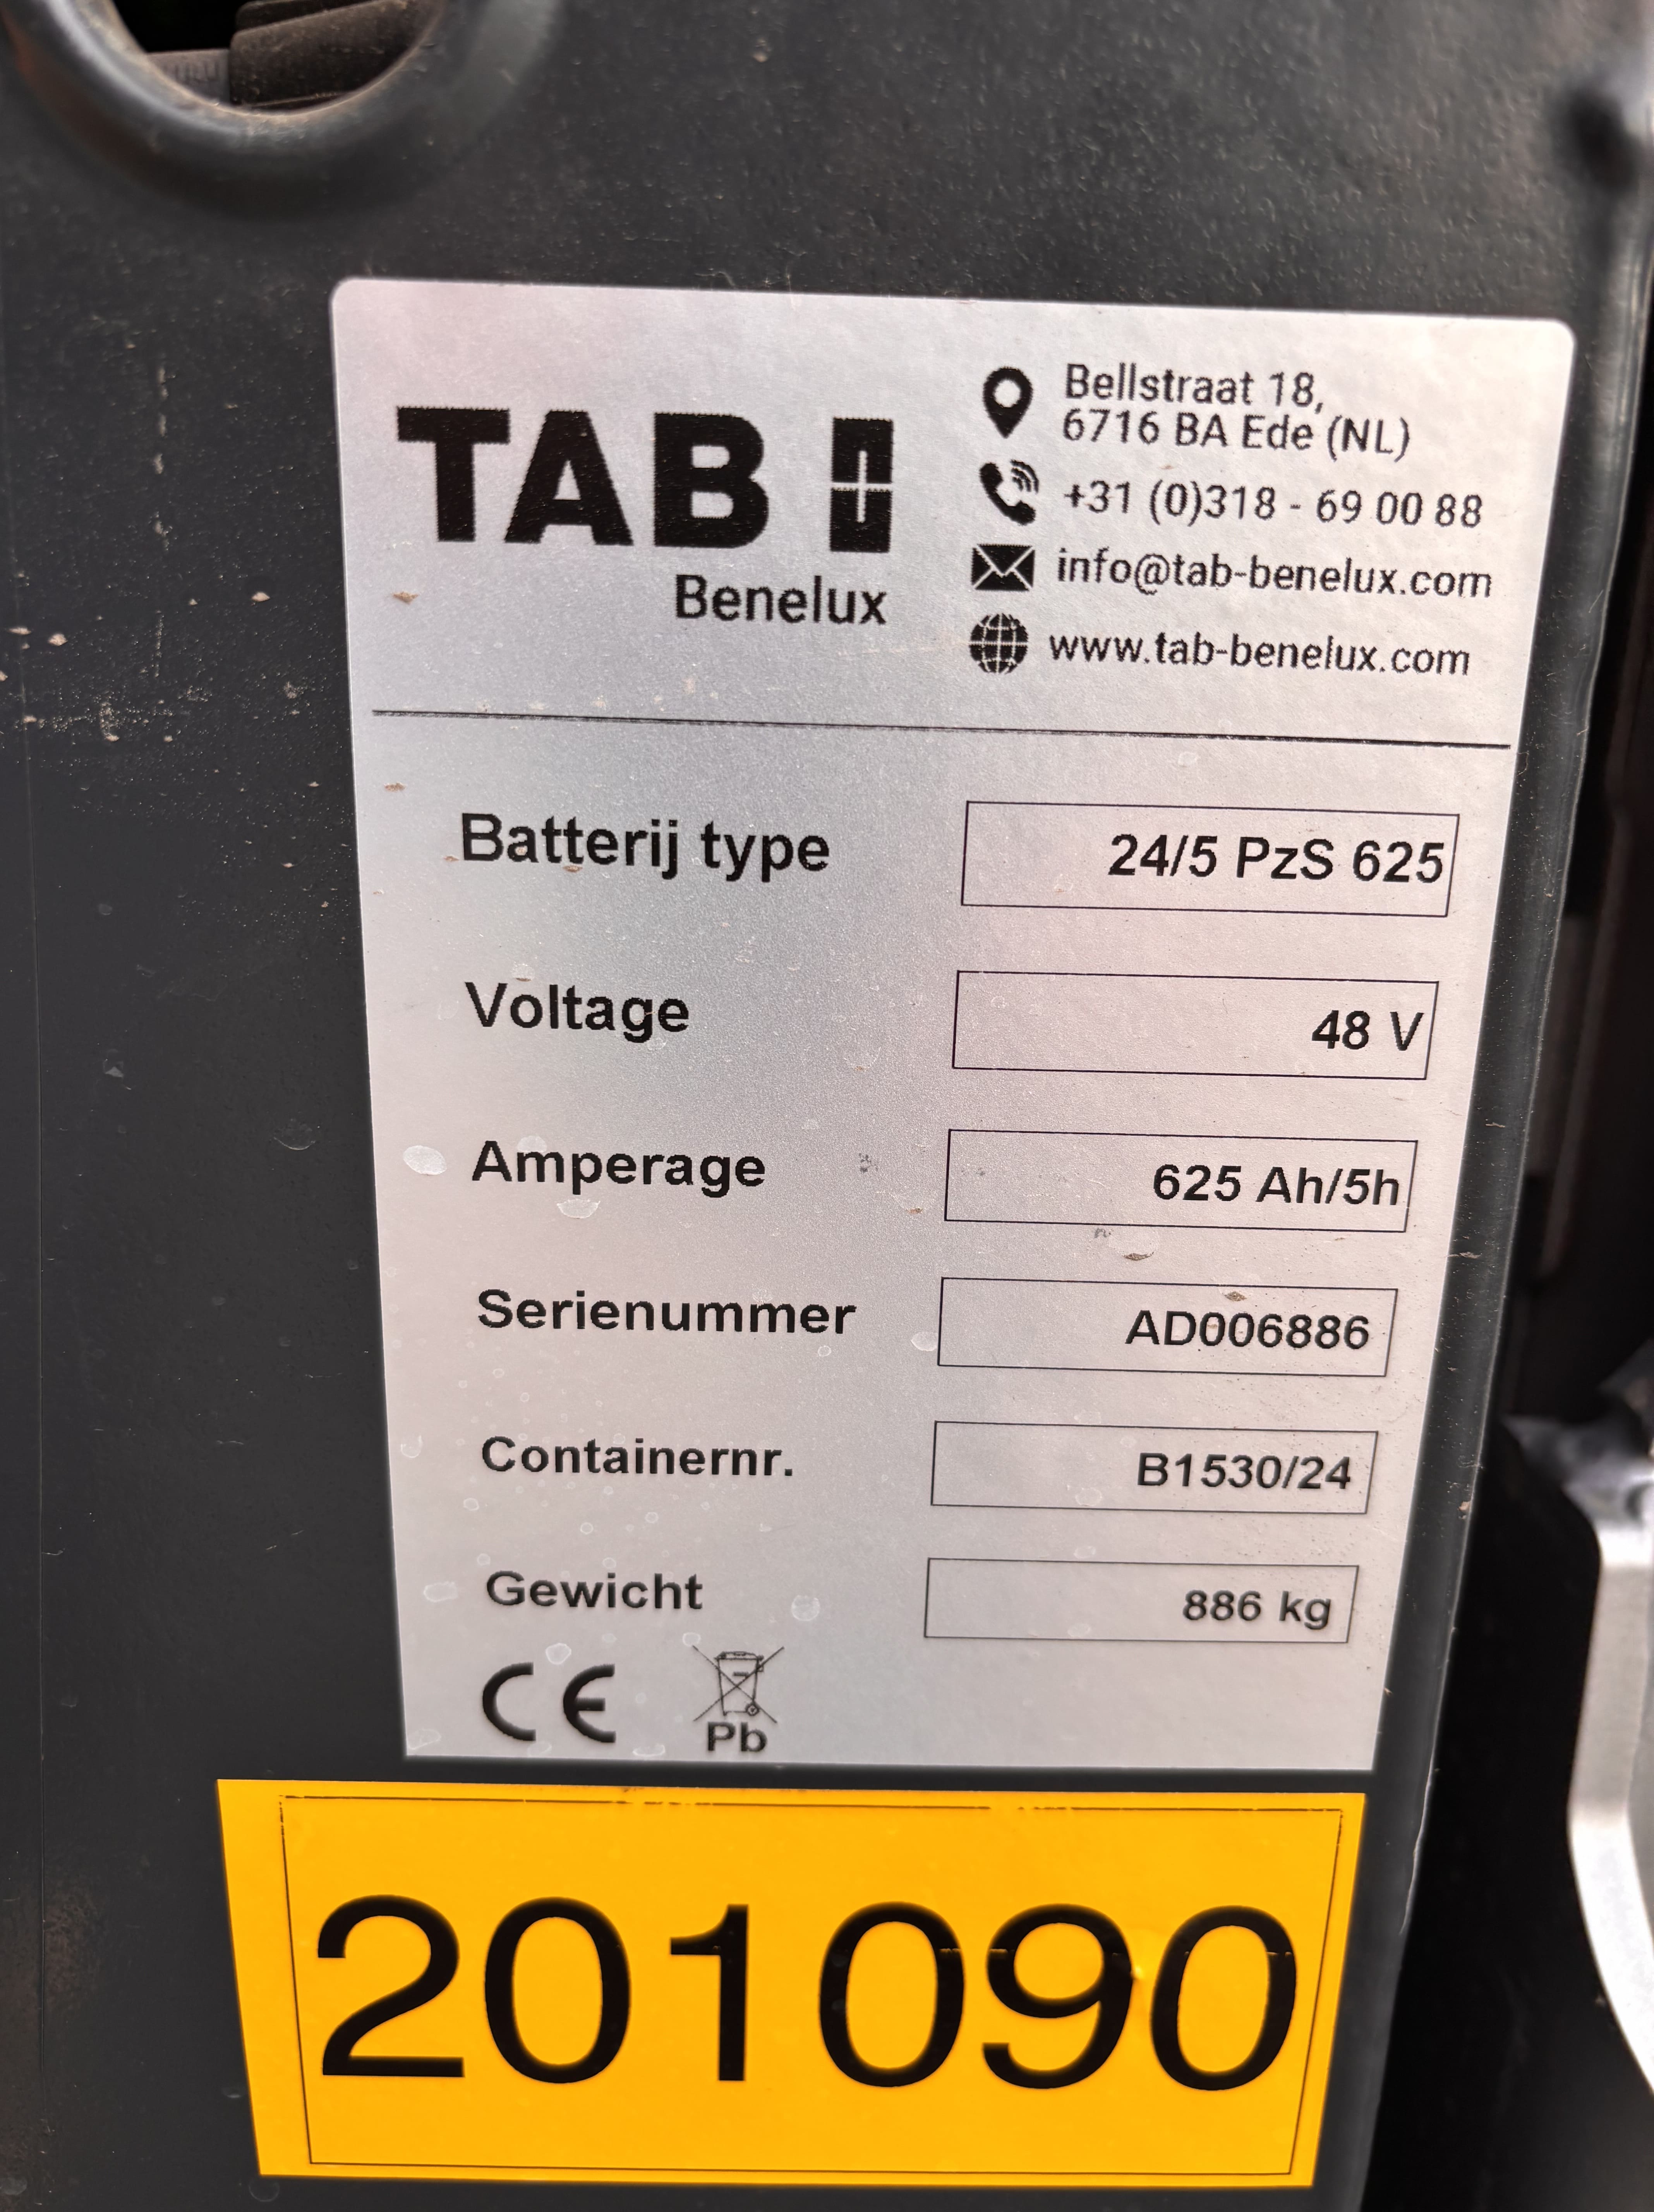 TAB
Benelux
Bellstraat 18,
6716 BA Ede (NL)
+31 (0)318 - 69 00 88
info@tab-benelux.com
www.tab-benelux.com
Batterij type 24/5 PzS 625
Voltage 48 V
Amperage 625 Ah/5h
Serienummer AD006886
Containernr. B1530/24
Gewicht 886 kg
CE Pb
201090